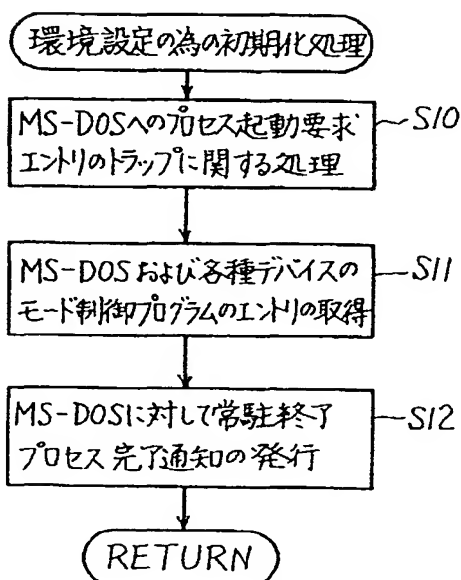 環境設定の為の初期化処理
MS-DOSへのプロセス起動要求
エントリのトラップに関する処理
S10
MS-DOSおよび各種デバイスの
モード制御プログラムのエントリの取得
S11
MS-DOSに対して常駐終了
プロセス完了通知の発行
S12
RETURN